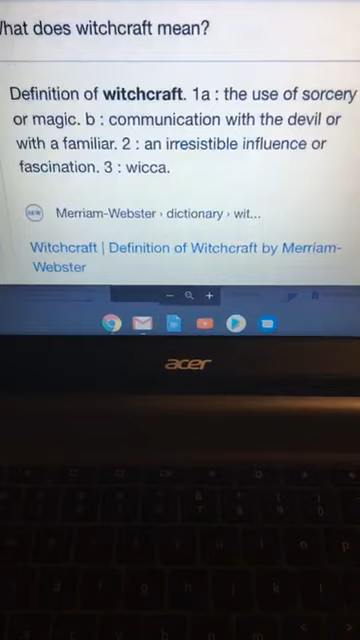 hat does witchcraft mean?
Definition of witchcraft. 1a : the use of sorcery
or magic. b : communication with the devil or
with a familiar. 2 : an irresistible influence or
fascination. 3 : wicca.
Merriam-Webster › dictionary › wit...
Witchcraft | Definition of Witchcraft by Merriam-
Webster
acer